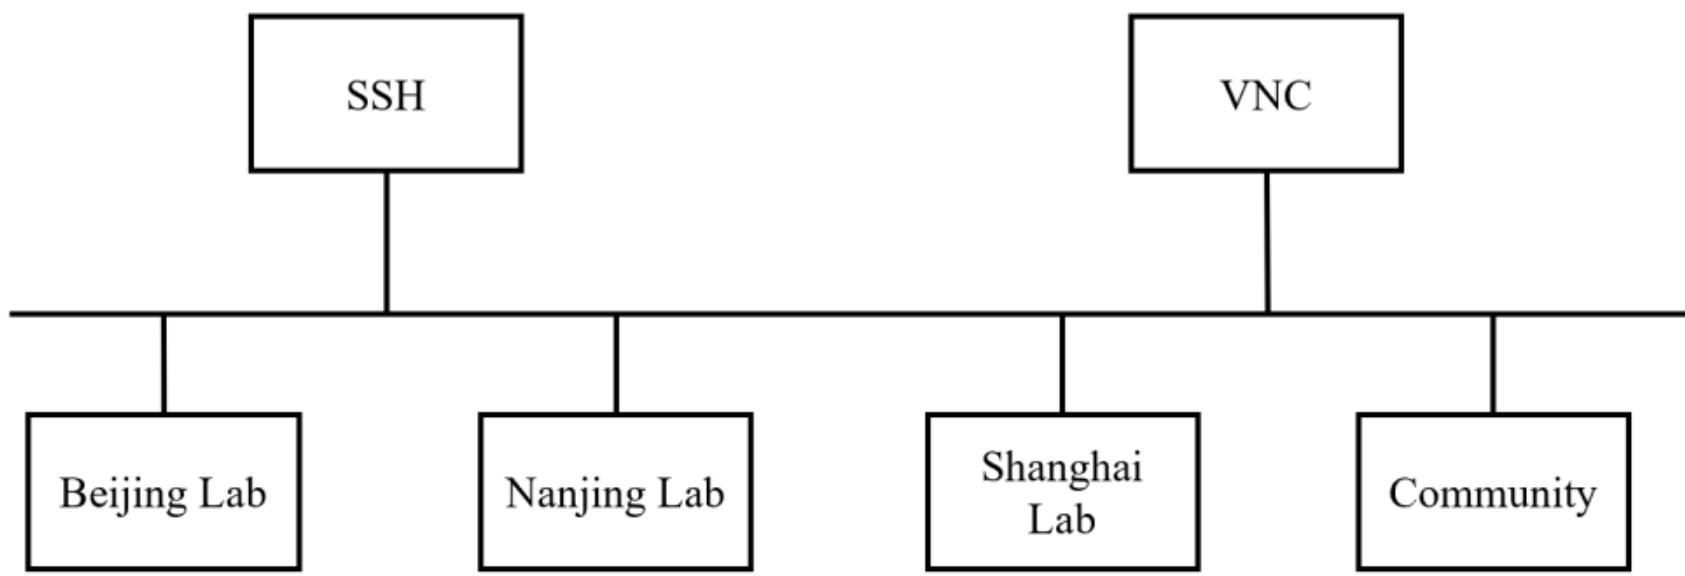 SSH
VNC
Beijing Lab
Nanjing Lab
Shanghai
Lab
Community